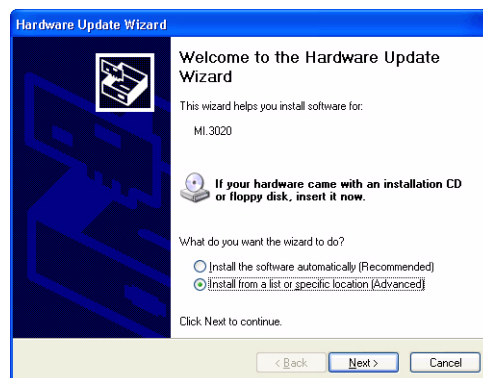 Hardware Update Wizard
Welcome to the Hardware Update
Wizard
This wizard helps you install software for:
MI.3020
If your hardware came with an installation CD
or floppy disk, insert it now.
What do you want the wizard to do?
Install the software automatically (Recommended)
Install from a list or specific location (Advanced)
Click Next to continue.
< Back
Next >
Cancel